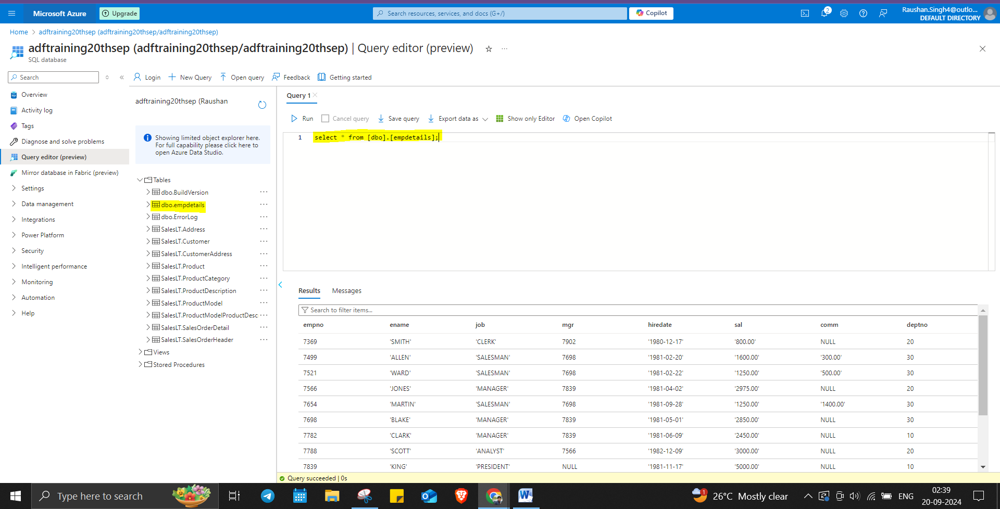 Microsoft Azure
Upgrade
Search resources, services, and docs (G+/)
Copilot
2
Raushan.Singh4@outlo...
DEFAULT DIRECTORY
Home > adftraining20thsep (adftraining20thsep/adftraining20thsep)
adftraining20thsep (adftraining20thsep/adftraining20thsep) | Query editor (preview)
SQL database
Search
Login
New Query
Open query
Feedback
Getting started
Overview
Activity log
Tags
Diagnose and solve problems
Query editor (preview)
Mirror database in Fabric (preview)
Settings
Data management
Integrations
Power Platform
Security
Intelligent performance
Monitoring
Automation
Help
adftraining20thsep (Raushan
Showing limited object explorer here.
For full capability please click here to
open Azure Data Studio.
Tables
dbo.BuildVersion
dbo.empdetails
dbo.ErrorLog
SalesLT.Address
SalesLT.Customer
SalesLT.CustomerAddress
SalesLT.Product
SalesLT.ProductCategory
SalesLT.ProductDescription
SalesLT.ProductModel
SalesLT.ProductModelProductDesc
SalesLT.SalesOrderDetail
SalesLT.SalesOrderHeader
Views
Stored Procedures
Query 1
Run
Cancel query
Save query
Export data as
Show only Editor
Open Copilot
1 select * from [dbo].[empdetails];
Results Messages
Search to filter items...
empno ename job mgr hiredate sal comm deptno
7369 'SMITH' 'CLERK' 7902 '1980-12-17' '800.00' NULL 20
7499 'ALLEN' 'SALESMAN' 7698 '1981-02-20' '1600.00' '300.00' 30
7521 'WARD' 'SALESMAN' 7698 '1981-02-22' '1250.00' '500.00' 30
7566 'JONES' 'MANAGER' 7839 '1981-04-02' '2975.00' NULL 20
7654 'MARTIN' 'SALESMAN' 7698 '1981-09-28' '1250.00' '1400.00' 30
7698 'BLAKE' 'MANAGER' 7839 '1981-05-01' '2850.00' NULL 30
7782 'CLARK' 'MANAGER' 7839 '1981-06-09' '2450.00' NULL 10
7788 'SCOTT' 'ANALYST' 7566 '1982-12-09' '3000.00' NULL 20
7839 'KING' 'PRESIDENT' NULL '1981-11-17' '5000.00' NULL 10
Query succeeded | 0s
Type here to search
1
26°C Mostly clear
ENG
02:39
20-09-2024